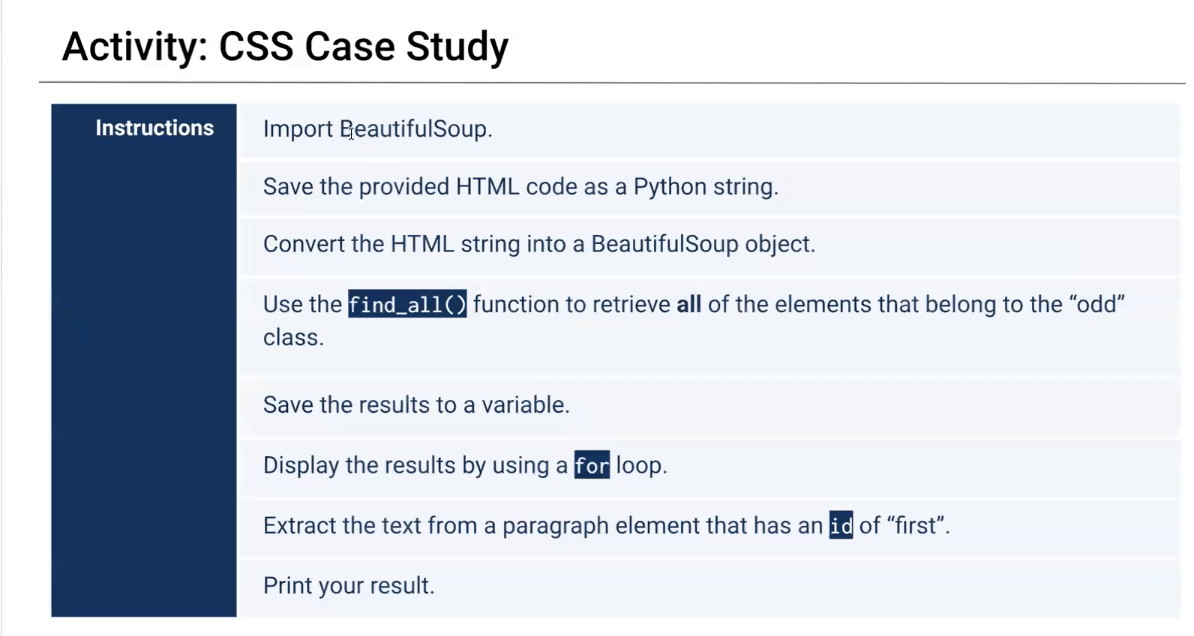 Activity: CSS Case Study
Instructions
Import BeautifulSoup.
Save the provided HTML code as a Python string.
Convert the HTML string into a BeautifulSoup object.
Use the find_all() function to retrieve all of the elements that belong to the “odd”
class.
Save the results to a variable.
Display the results by using a for loop.
Extract the text from a paragraph element that has an id of “first”.
Print your result.